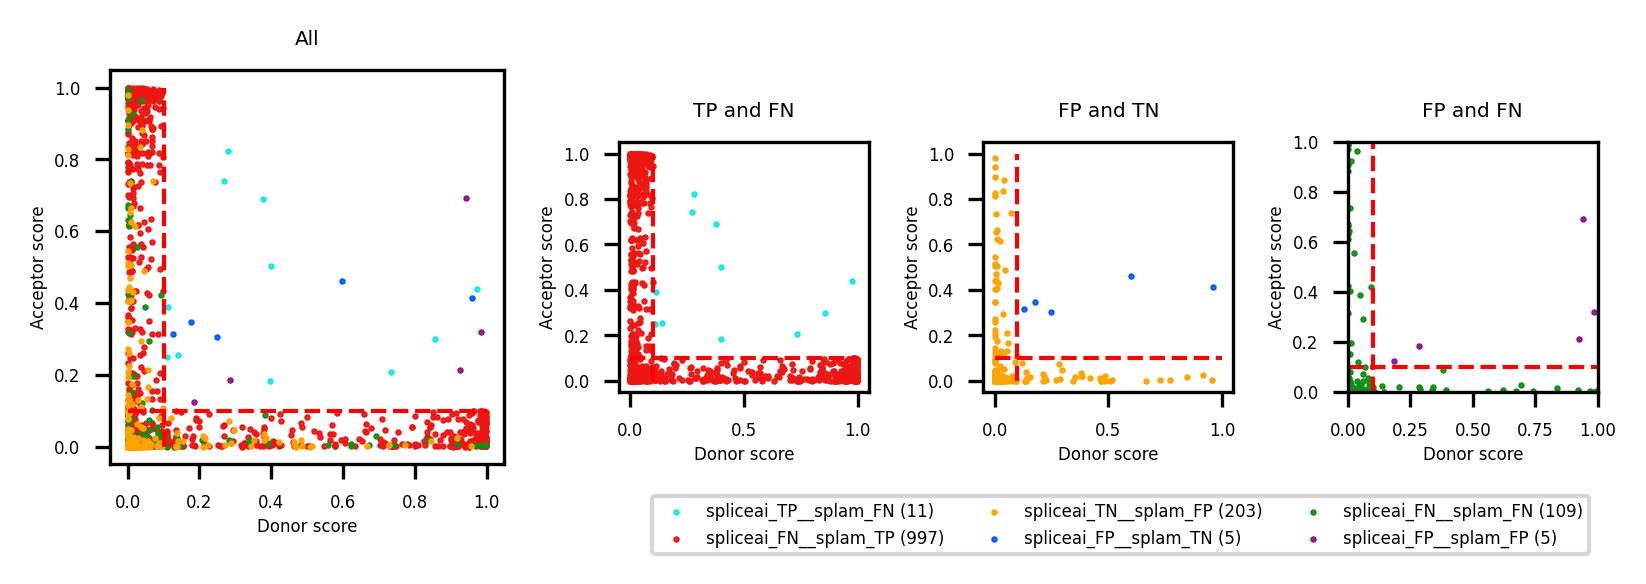 All
1.0
0.8
0.6
0.4
0.2
0.0
Acceptor score
0.0 0.2 0.4 0.6 0.8 1.0
Donor score
TP and FN
1.0
0.8
0.6
0.4
0.2
0.0
Acceptor score
0.0 0.5 1.0
Donor score
FP and TN
1.0
0.8
0.6
0.4
0.2
0.0
Acceptor score
0.0 0.5 1.0
Donor score
FP and FN
1.0
0.8
0.6
0.4
0.2
0.0
Acceptor score
0.00 0.25 0.50 0.75 1.00
Donor score
spliceai_TP__splam_FN (11)
spliceai_FN__splam_TP (997)
spliceai_TN__splam_FP (203)
spliceai_FP__splam_TN (5)
spliceai_FN__splam_FN (109)
spliceai_FP__splam_FP (5)